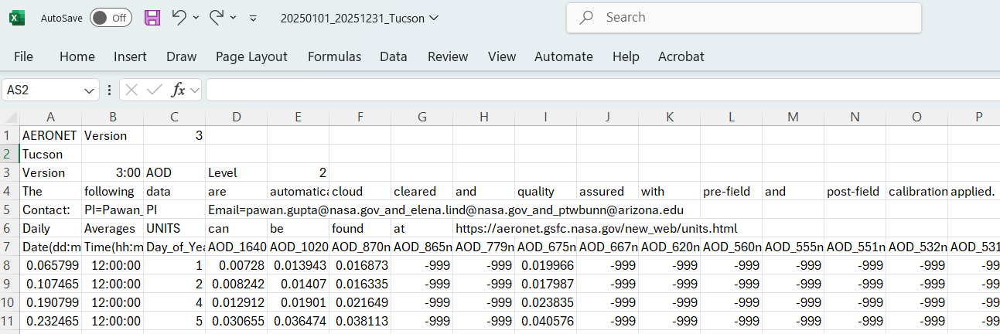 AutoSave Off 20250101_20251231_Tucson Search
File Home Insert Draw Page Layout Formulas Data Review View Automate Help Acrobat
AS2 fx
A B C D E F G H I J K L M N O P
1 AERONET Version 3
2 Tucson
3 Version 3:00 AOD Level 2
4 The following data are automatica cloud cleared and quality assured with pre-field and post-field calibration applied.
5 Contact: PI=Pawan_ PI Email=pawan.gupta@nasa.gov_and_elena.lind@nasa.gov_and_ptwbunn@arizona.edu
6 Daily Averages UNITS can be found at https://aeronet.gsfc.nasa.gov/new_web/units.html
7 Date(dd:m Time(hh:m Day_of_Yea AOD_1640 AOD_1020 AOD_870n AOD_865n AOD_779n AOD_675n AOD_667n AOD_620n AOD_560n AOD_555n AOD_551n AOD_532n AOD_531
8 0.065799 12:00:00 1 0.00728 0.013943 0.016873 -999 -999 0.019966 -999 -999 -999 -999 -999 -999 -99
9 0.107465 12:00:00 2 0.008242 0.01407 0.016335 -999 -999 0.017987 -999 -999 -999 -999 -999 -999 -99
10 0.190799 12:00:00 4 0.012912 0.01901 0.021649 -999 -999 0.023835 -999 -999 -999 -999 -999 -999 -99
11 0.232465 12:00:00 5 0.030655 0.036474 0.038113 -999 -999 0.040576 -999 -999 -999 -999 -999 -999 -99